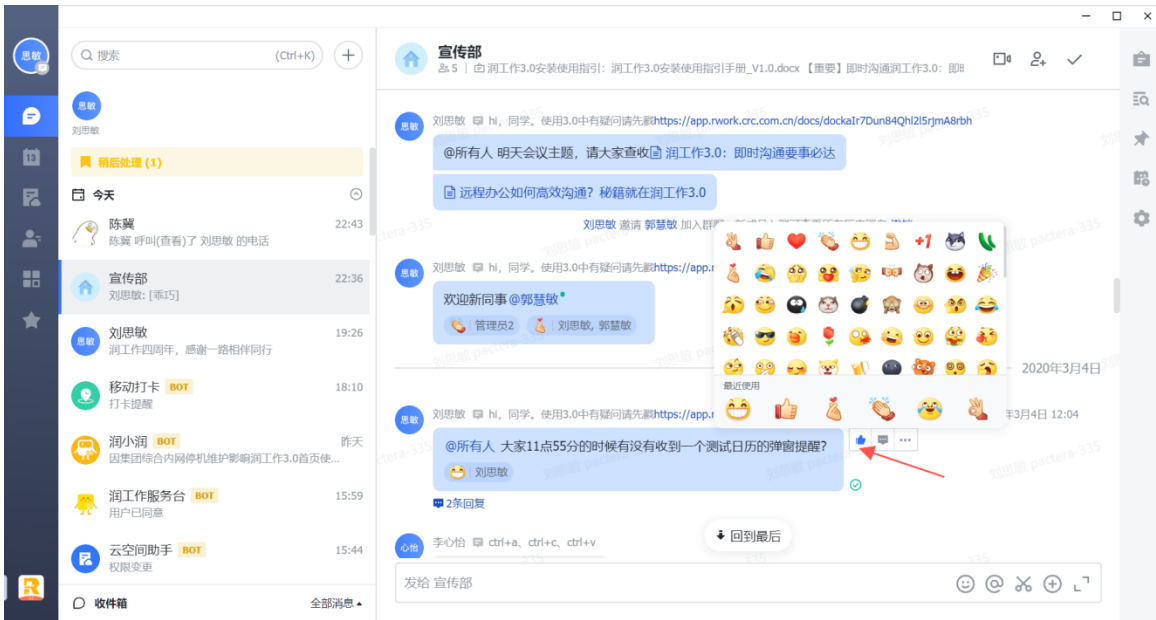 思敏
搜索 (Ctrl+K)
思敏
刘思敏
稍后处理 (1)
今天
陈冀 22:43
陈冀 呼叫(查看)了 刘思敏 的电话
宣传部 22:36
刘思敏: [乖巧]
思敏
刘思敏 19:26
润工作四周年，感谢一路相伴同行
移动打卡 BOT 18:10
打卡提醒
润小润 BOT 昨天
因集团综合内网停机维护影响润工作3.0首页使...
润工作服务台 BOT 15:59
用户已同意
云空间助手 BOT 15:44
权限变更
收件箱 全部消息
13
宣传部
5 | 润工作3.0安装使用指引：润工作3.0安装使用指引手册_V1.0.docx 【重要】即时沟通润工作3.0：即
思敏
刘思敏 hi，同学。使用3.0中有疑问请先戳https://app.rwork.crc.com.cn/docs/dockaIr7Dun84Qhl2l5rjmA8rbh
@所有人 明天会议主题，请大家查收 润工作3.0：即时沟通要事必达
远程办公如何高效沟通？秘籍就在润工作3.0
刘思敏 邀请 郭慧敏 加入群
思敏
刘思敏 hi，同学。使用3.0中有疑问请先戳https://app.r
欢迎新同事@郭慧敏
管理员2 刘思敏, 郭慧敏
+1
最近使用
2020年3月4日
思敏
刘思敏 hi，同学。使用3.0中有疑问请先戳https://app.r
年3月4日 12:04
@所有人 大家11点55分的时候有没有收到一个测试日历的弹窗提醒？
刘思敏
2条回复
回到最后
心怡
李心怡 ctrl+a、ctrl+c、ctrl+v
发给 宣传部